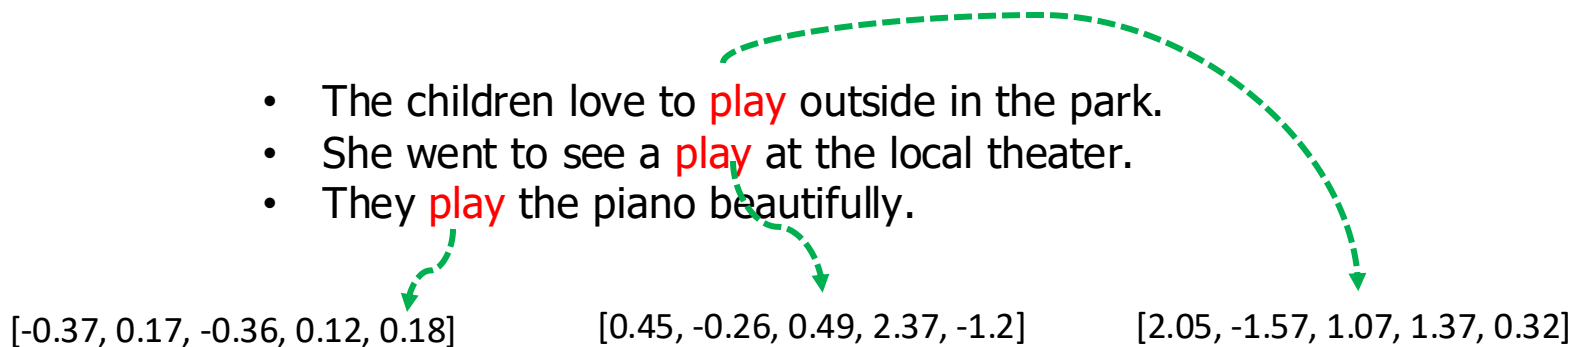 • The children love to play outside in the park.
• She went to see a play at the local theater.
• They play the piano beautifully.
[-0.37, 0.17, -0.36, 0.12, 0.18] [0.45, -0.26, 0.49, 2.37, -1.2] [2.05, -1.57, 1.07, 1.37, 0.32]